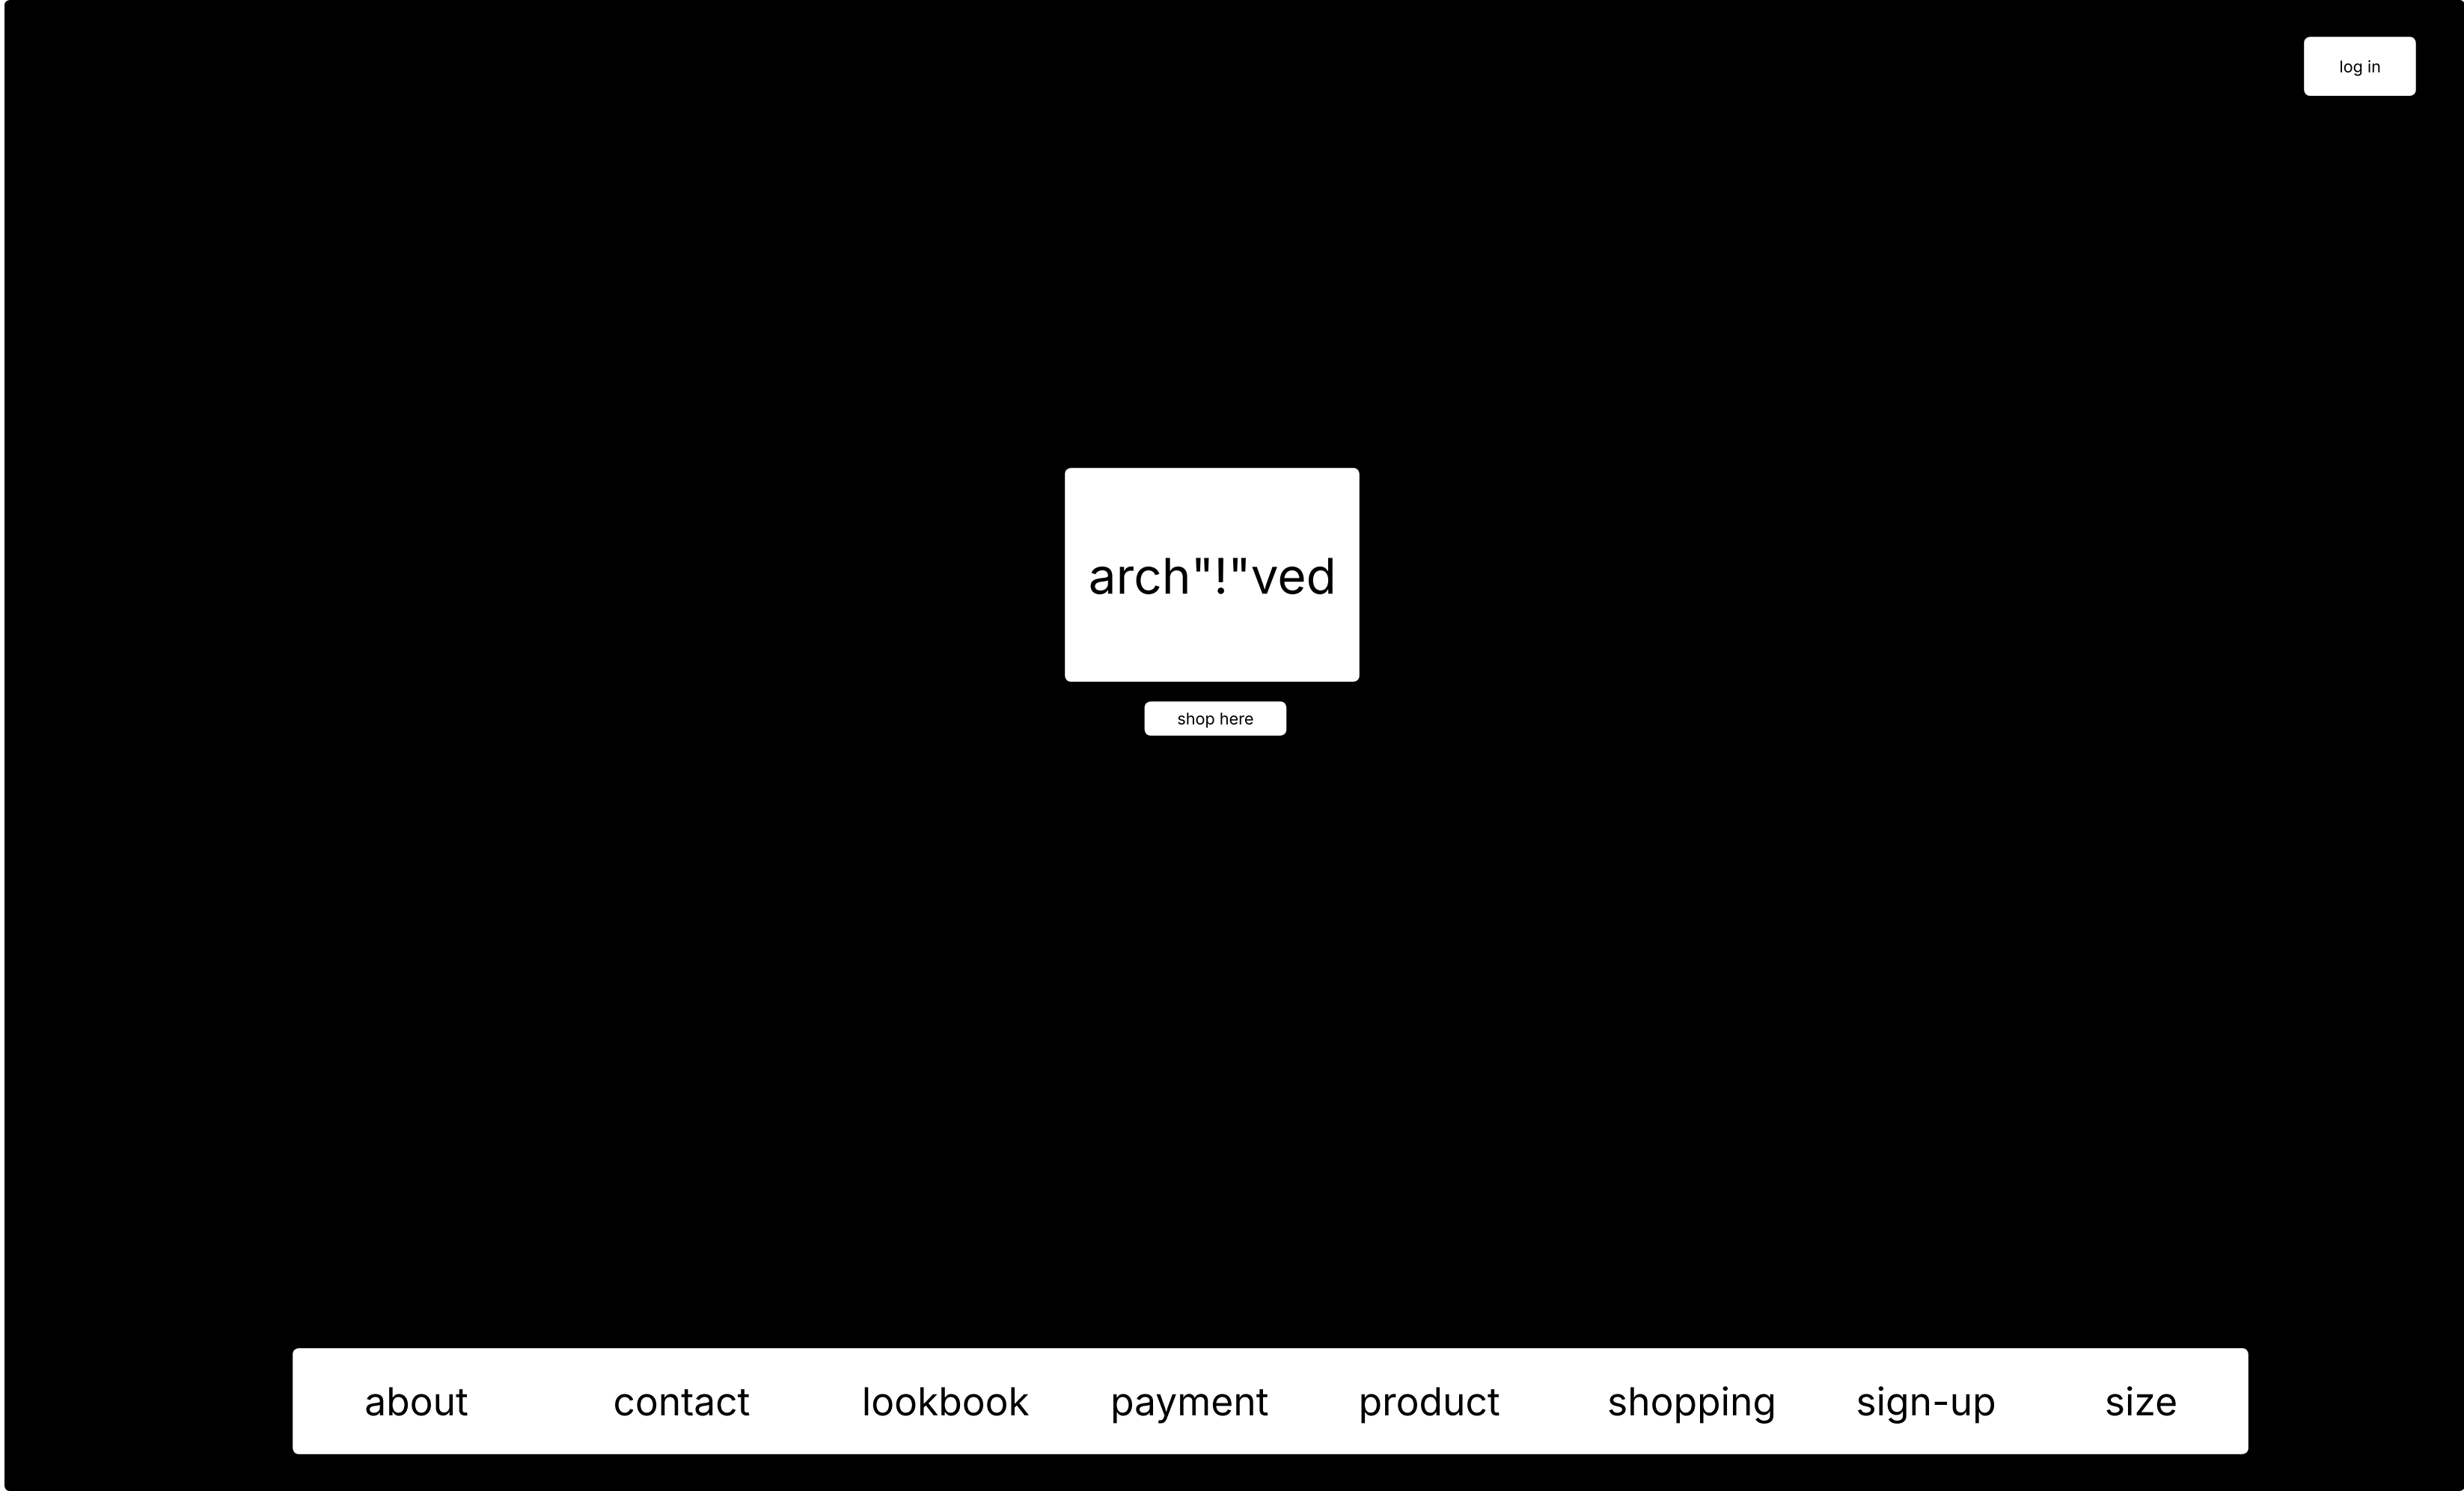 log in
arch"!"ved
shop here
about contact lookbook payment product shopping sign-up size